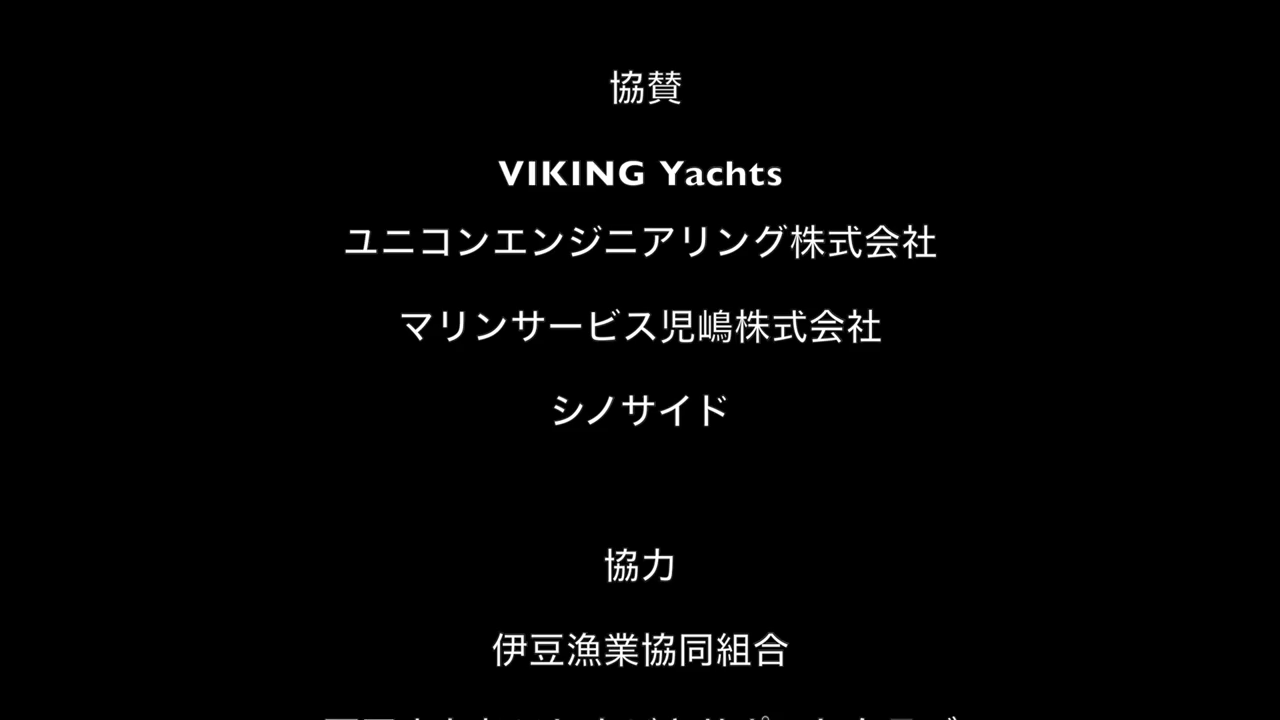 協賛
VIKING Yachts
ユニコンエンジニアリング株式会社
マリンサービス児嶋株式会社
シノサイド
協力
伊豆漁業協同組合